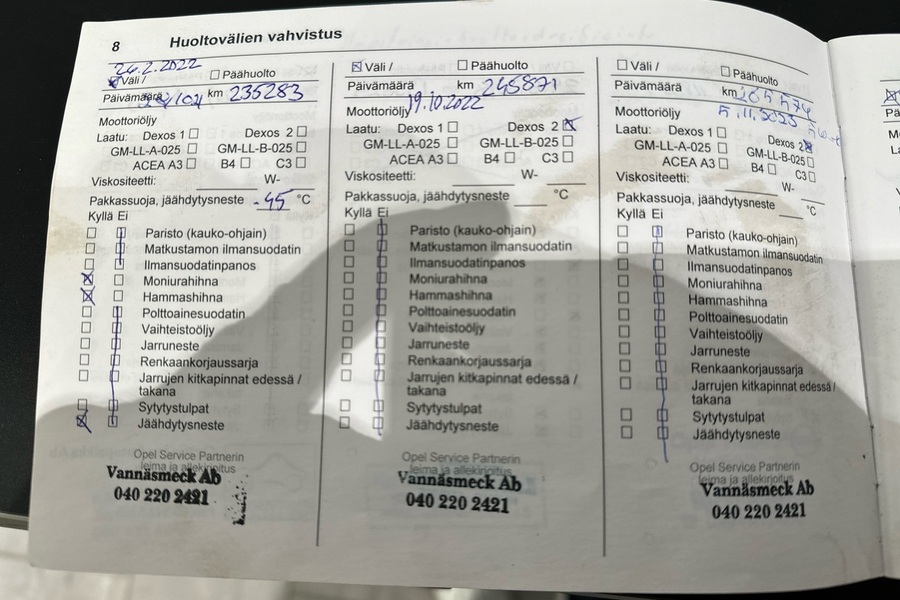 8 Huoltovälien vahvistus
24.2.2022
Väli / Päähuolto
Päivämäärä km 235283
Moottoriöljy
Laatu: Dexos 1 Dexos 2
GM-LL-A-025 GM-LL-B-025
ACEA A3 B4 C3
Viskositeetti: W-
Pakkassuoja, jäähdytysneste -45 °C
Kyllä Ei
Paristo (kauko-ohjain)
Matkustamon ilmansuodatin
Ilmansuodatinpanos
Moniurahihna
Hammashihna
Polttoainesuodatin
Vaihteistoöljy
Jarruneste
Renkaankorjaussarja
Jarrujen kitkapinnat edessä /
takana
Sytytystulpat
Jäähdytysneste
Opel Service Partnerin
leima ja allekirjoitus
Vannäsmeck Ab
040 220 2421
Väli / Päähuolto
Päivämäärä km 245871
19.10.2022
Moottoriöljy
Laatu: Dexos 1 Dexos 2
GM-LL-A-025 GM-LL-B-025
ACEA A3 B4 C3
Viskositeetti: W-
Pakkassuoja, jäähdytysneste °C
Kyllä Ei
Paristo (kauko-ohjain)
Matkustamon ilmansuodatin
Ilmansuodatinpanos
Moniurahihna
Hammashihna
Polttoainesuodatin
Vaihteistoöljy
Jarruneste
Renkaankorjaussarja
Jarrujen kitkapinnat edessä /
takana
Sytytystulpat
Jäähdytysneste
Opel Service Partnerin
leima ja allekirjoitus
Vannäsmeck Ab
040 220 2421
Väli / Päähuolto
Päivämäärä km
Moottoriöljy
Laatu: Dexos 1 Dexos 2
GM-LL-A-025 GM-LL-B-025
ACEA A3 B4 C3
Viskositeetti: W-
Pakkassuoja, jäähdytysneste °C
Kyllä Ei
Paristo (kauko-ohjain)
Matkustamon ilmansuodatin
Ilmansuodatinpanos
Moniurahihna
Hammashihna
Polttoainesuodatin
Vaihteistoöljy
Jarruneste
Renkaankorjaussarja
Jarrujen kitkapinnat edessä /
takana
Sytytystulpat
Jäähdytysneste
Opel Service Partnerin
leima ja allekirjoitus
Vannäsmeck Ab
040 220 2421